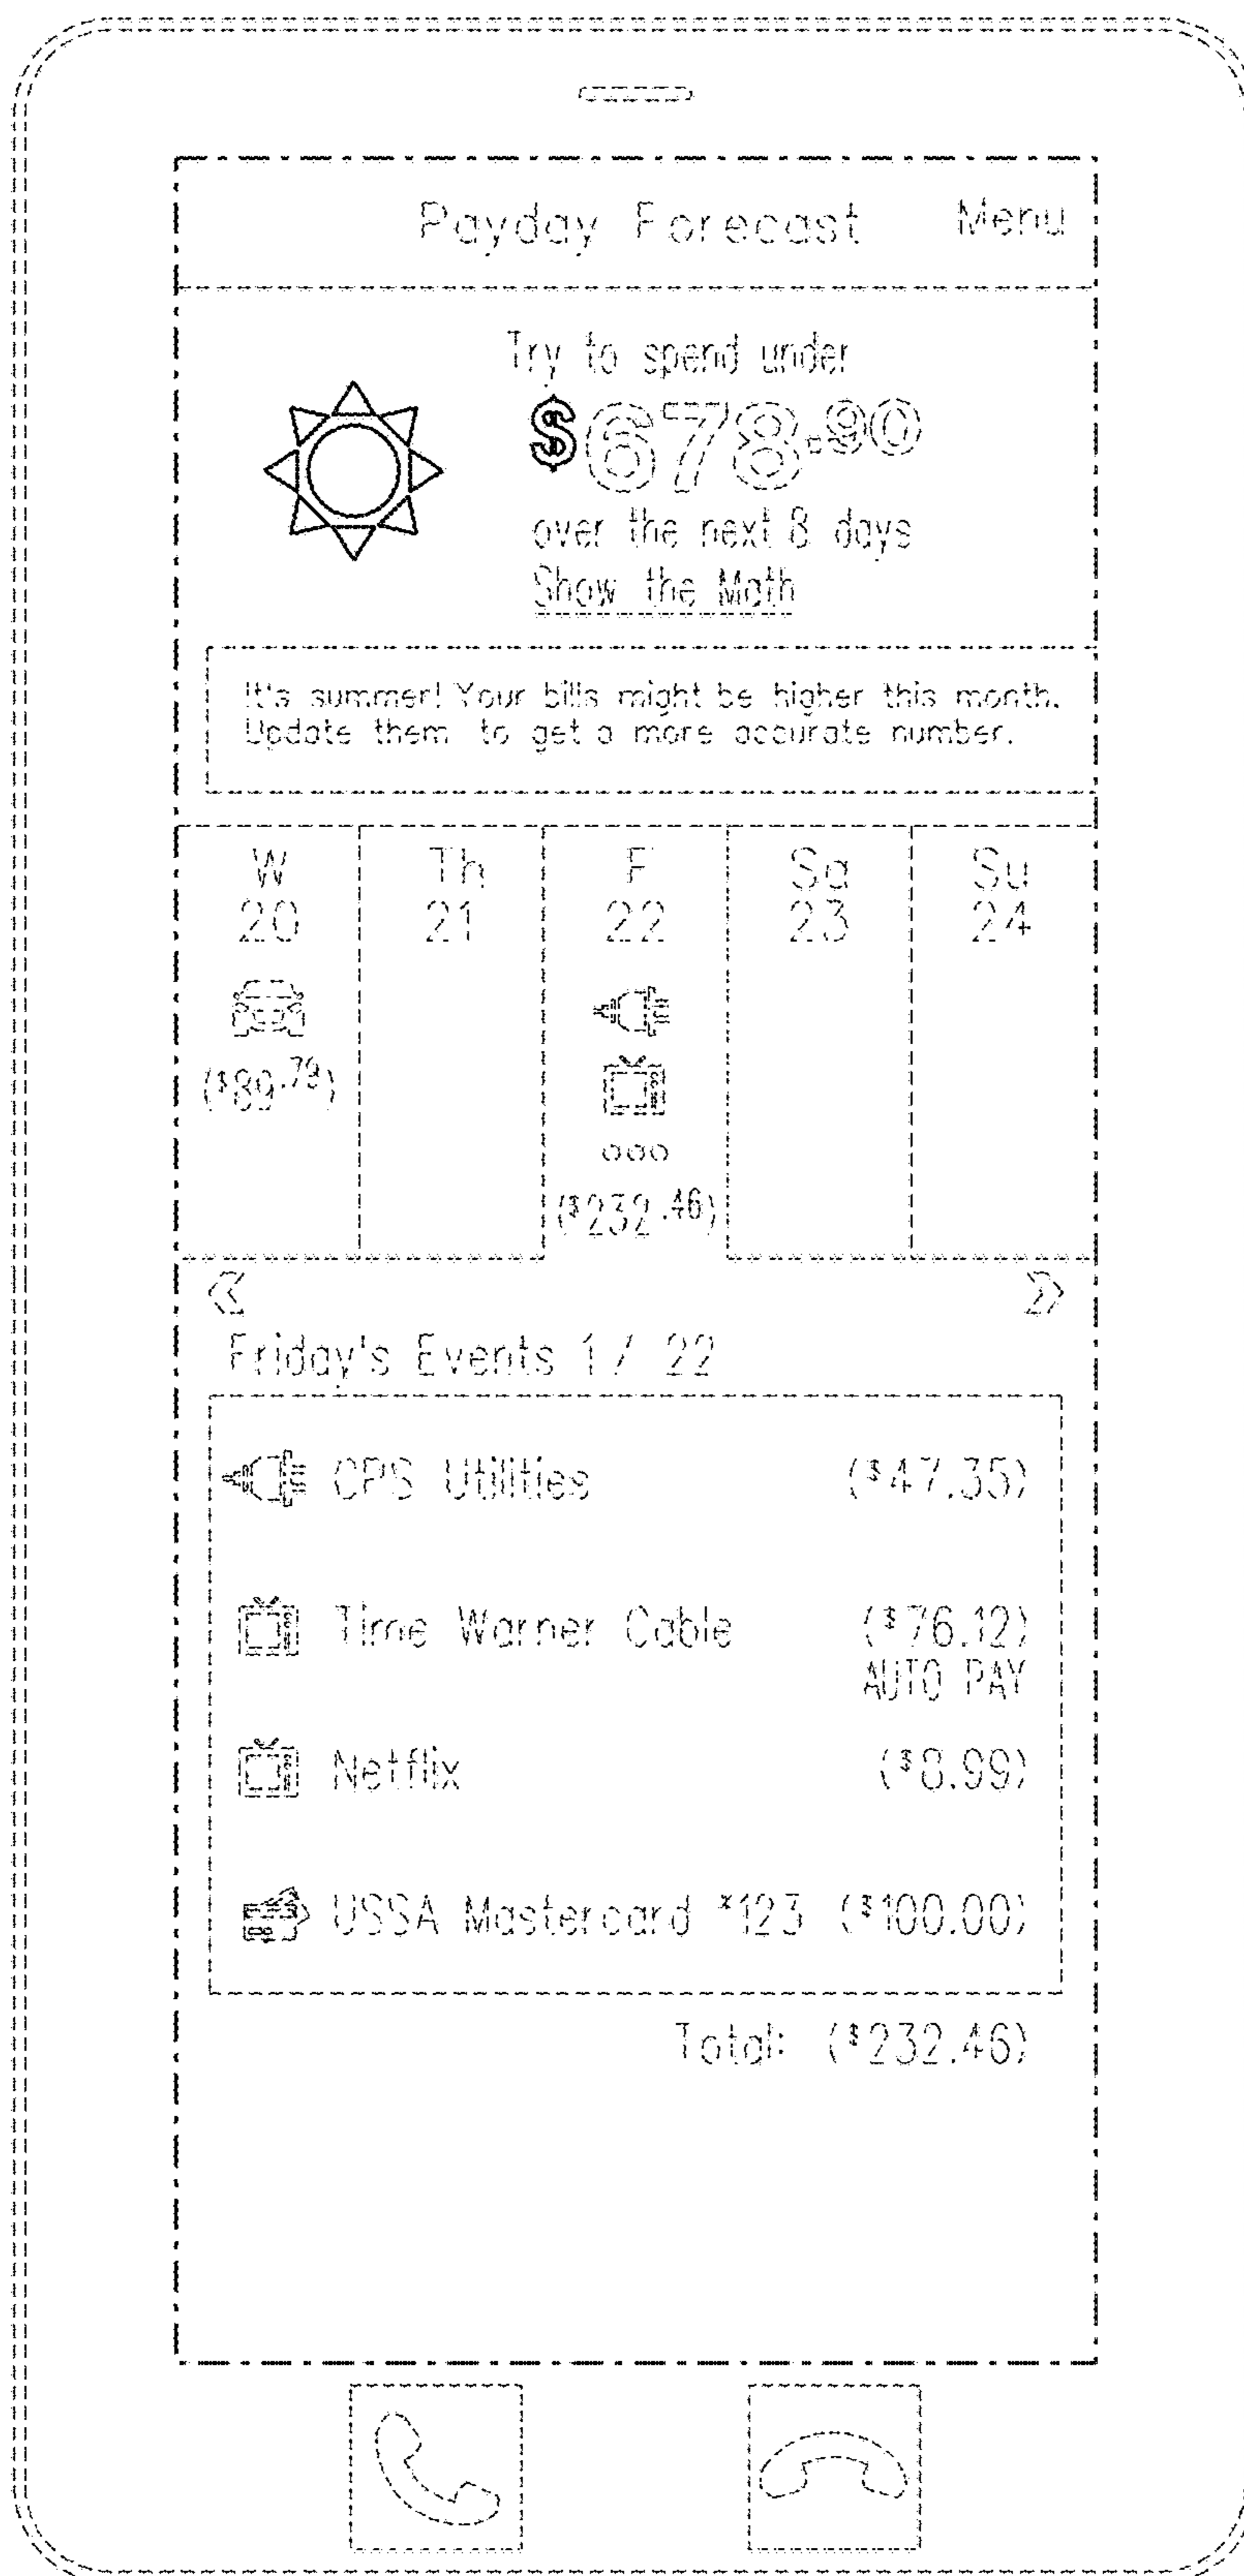 Payday Forecast Menu
Try to spend under
$678.90
over the next 8 days
Show the Math
It's summer! Your bills might be higher this month.
Update them to get a more accurate number.
W Th F Sa Su
20 21 22 23 24
($89.79)
($232.46)
Friday's Events 1 / 22
CPS Utilities ($47.35)
Time Warner Cable ($76.12)
AUTO PAY
Netflix ($8.99)
USSA Mastercard *123 ($100.00)
Total: ($232.46)